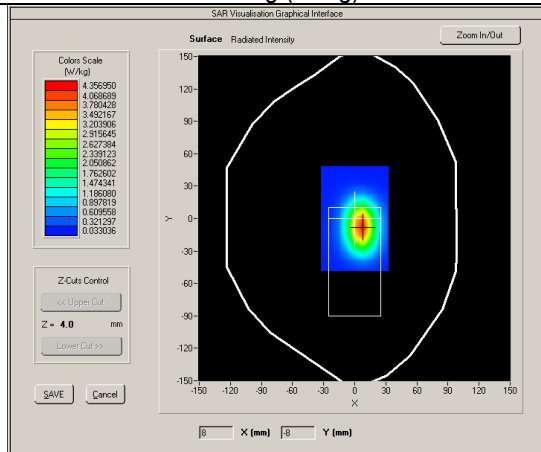 SAR Visualisation Graphical Interface
Surface Radiated Intensity
Zoom In/Out
Colors Scale
(W/kg)
4.356950
4.068689
3.780428
3.492167
3.203906
2.915645
2.627384
2.339123
2.050862
1.762602
1.474341
1.186080
0.897819
0.609558
0.321297
0.033036
150-
120-
90-
60-
30-
0-
-30-
-60-
-90-
-120-
-150-
Y
-150 -120 -90 -60 -30 0 30 60 90 120 150
X
Z-Cuts Control
<< Upper Cut
Z = 4.0 mm
Lower Cut >>
SAVE Cancel
8 X (mm) -8 Y (mm)